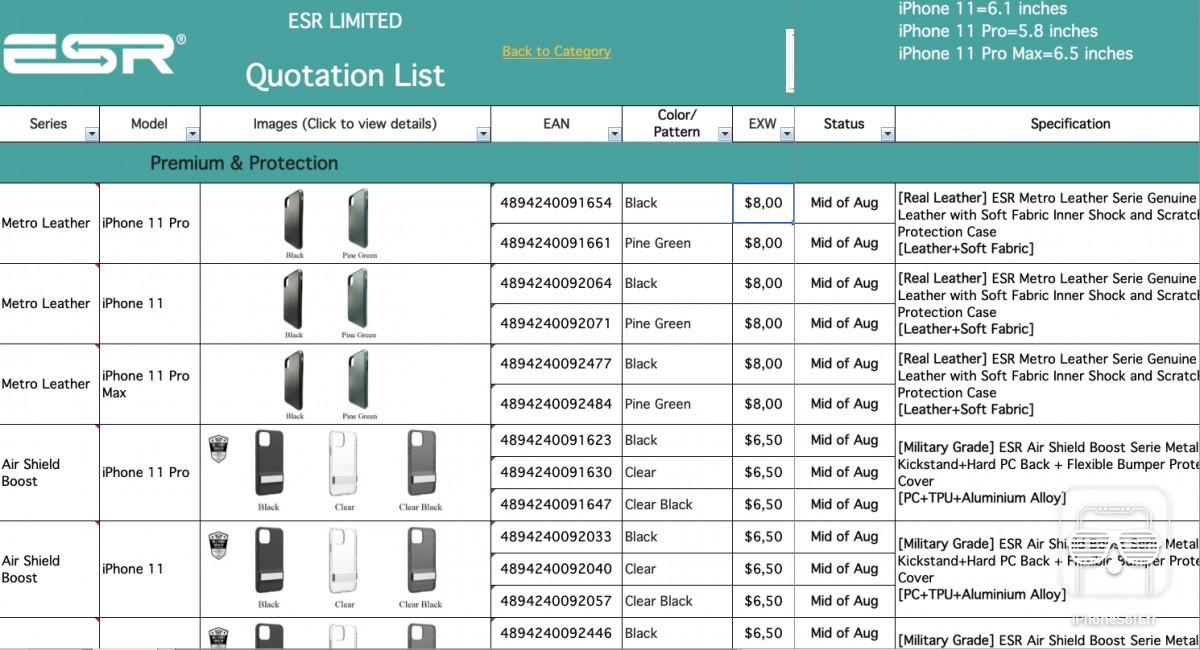 ESR LIMITED
ESR®
Quotation List
Back to Category
iPhone 11=6.1 inches
iPhone 11 Pro=5.8 inches
iPhone 11 Pro Max=6.5 inches
Series Model Images (Click to view details) EAN Color/ Pattern EXW Status Specification
Premium & Protection
Metro Leather
iPhone 11 Pro
Black Pine Green
4894240091654 Black $8,00 Mid of Aug
4894240091661 Pine Green $8,00 Mid of Aug
[Real Leather] ESR Metro Leather Serie Genuine
Leather with Soft Fabric Inner Shock and Scratch
Protection Case
[Leather+Soft Fabric]
Metro Leather
iPhone 11
Black Pine Green
4894240092064 Black $8,00 Mid of Aug
4894240092071 Pine Green $8,00 Mid of Aug
[Real Leather] ESR Metro Leather Serie Genuine
Leather with Soft Fabric Inner Shock and Scratch
Protection Case
[Leather+Soft Fabric]
Metro Leather
iPhone 11 Pro
Max
Black Pine Green
4894240092477 Black $8,00 Mid of Aug
4894240092484 Pine Green $8,00 Mid of Aug
[Real Leather] ESR Metro Leather Serie Genuine
Leather with Soft Fabric Inner Shock and Scratch
Protection Case
[Leather+Soft Fabric]
Air Shield
Boost
iPhone 11 Pro
Black Clear Clear Black
4894240091623 Black $6,50 Mid of Aug
4894240091630 Clear $6,50 Mid of Aug
4894240091647 Clear Black $6,50 Mid of Aug
[Military Grade] ESR Air Shield Boost Serie Metal
Kickstand+Hard PC Back + Flexible Bumper Prote
Cover
[PC+TPU+Aluminium Alloy]
Air Shield
Boost
iPhone 11
Black Clear Clear Black
4894240092033 Black $6,50 Mid of Aug
4894240092040 Clear $6,50 Mid of Aug
4894240092057 Clear Black $6,50 Mid of Aug
[Military Grade] ESR Air Shield Boost Serie Metal
Kickstand+Hard PC Back + Flexible Bumper Prote
Cover
[PC+TPU+Aluminium Alloy]
iPhoneSoft.fr
4894240092446 Black $6,50 Mid of Aug
[Military Grade] ESR Air Shield Boost Serie Metal